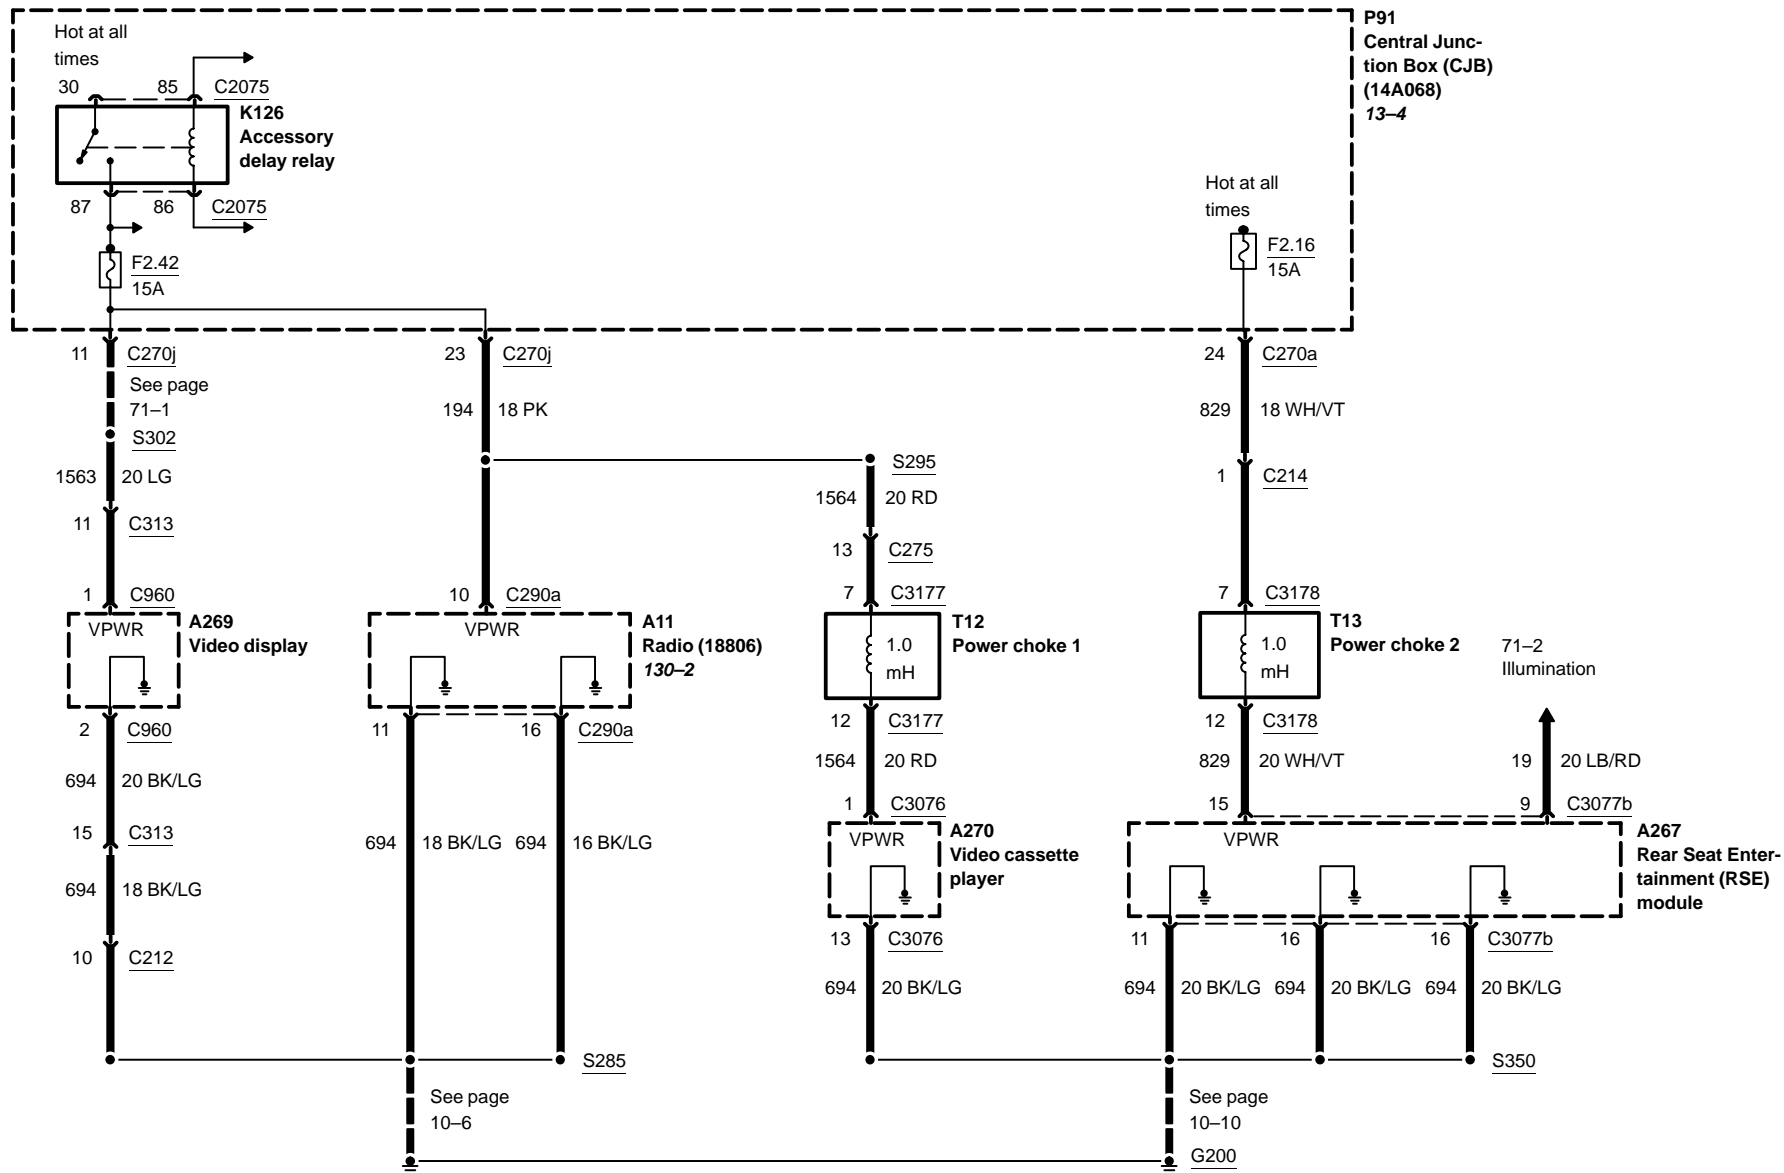 P91
Central Junc-
tion Box (CJB)
(14A068)
13–4
Hot at all
times
30
85
C2075
K126
Accessory
delay relay
87
86
C2075
F2.42
15A
Hot at all
times
F2.16
15A
11
C270j
See page
71–1
S302
1563
20 LG
11
C313
1
C960
VPWR
A269
Video display
2
C960
694
20 BK/LG
15
C313
694
18 BK/LG
10
C212
23
C270j
194
18 PK
10
C290a
VPWR
A11
Radio (18806)
130–2
11
16
C290a
694
18 BK/LG
694
16 BK/LG
S285
See page
10–6
S295
1564
20 RD
13
C275
7
C3177
1.0
mH
T12
Power choke 1
12
C3177
1564
20 RD
1
C3076
VPWR
A270
Video cassette
player
13
C3076
694
20 BK/LG
24
C270a
829
18 WH/VT
1
C214
7
C3178
1.0
mH
T13
Power choke 2
71–2
Illumination
12
C3178
829
20 WH/VT
19
20 LB/RD
15
9
C3077b
VPWR
A267
Rear Seat Enter-
tainment (RSE)
module
11
16
16
C3077b
694
20 BK/LG
694
20 BK/LG
694
20 BK/LG
S350
See page
10–10
G200